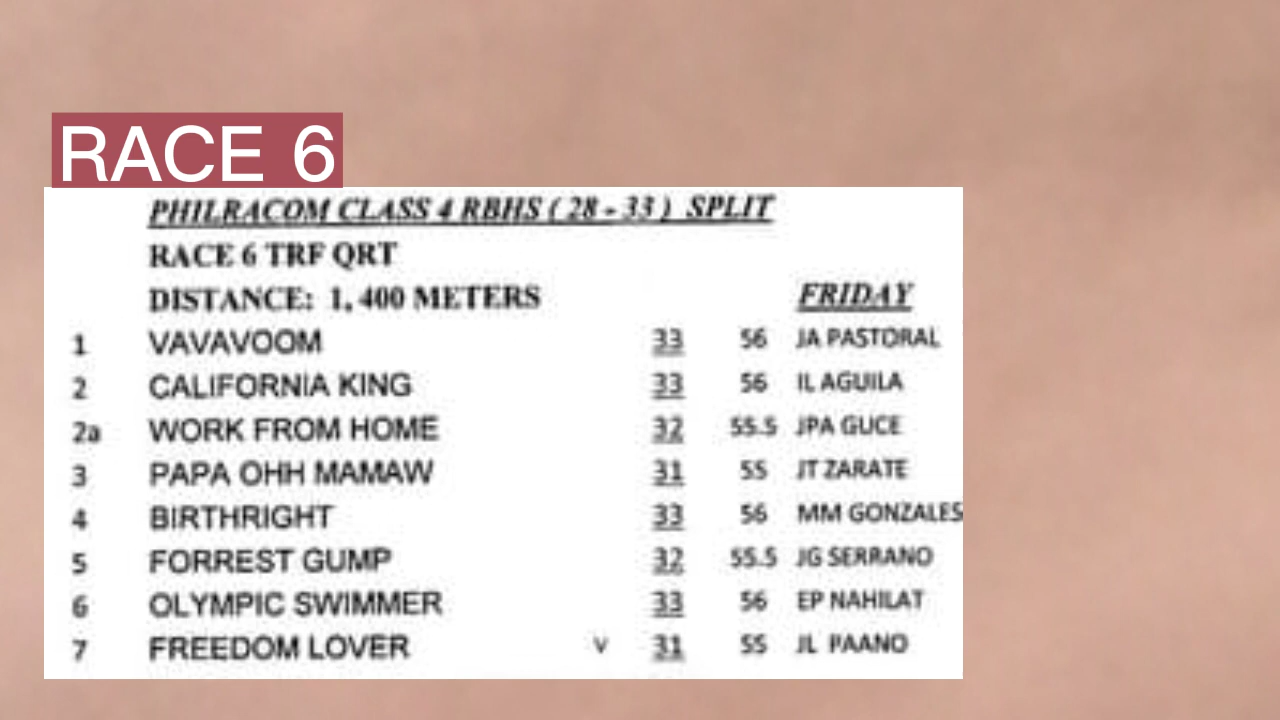 RACE 6
PHILRACOM CLASS 4 RBHS ( 28 - 33 ) SPLIT
RACE 6 TRF QRT
DISTANCE: 1, 400 METERS FRIDAY
1 VAVAVOOM 33 56 JA PASTORAL
2 CALIFORNIA KING 33 56 IL AGUILA
2a WORK FROM HOME 32 55.5 JPA GUCE
3 PAPA OHH MAMAW 31 55 JT ZARATE
4 BIRTHRIGHT 33 56 MM GONZALES
5 FORREST GUMP 32 55.5 JG SERRANO
6 OLYMPIC SWIMMER 33 56 EP NAHILAT
7 FREEDOM LOVER v 31 55 JL PAANO